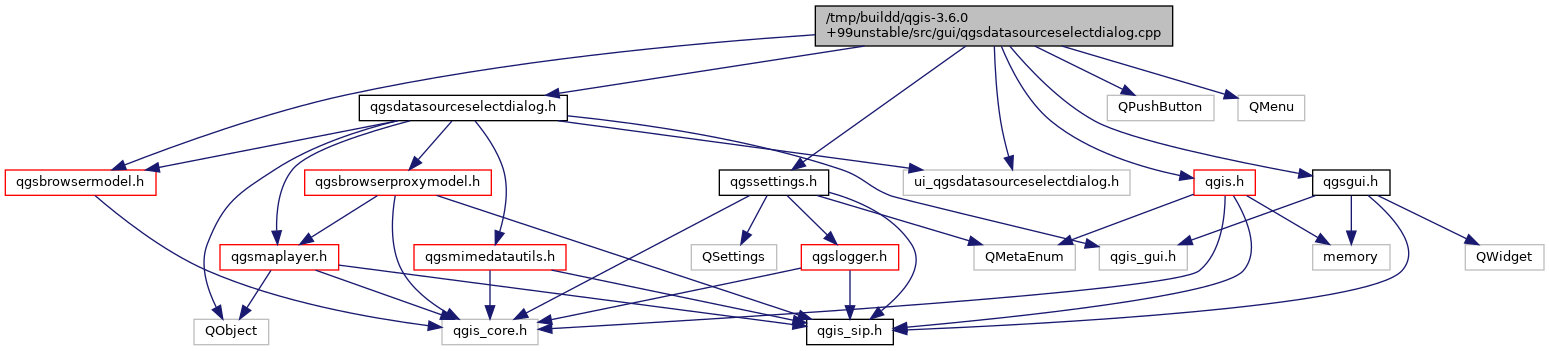 /tmp/buildd/qgis-3.6.0
+99unstable/src/gui/qgsdatasourceselectdialog.cpp
qgsdatasourceselectdialog.h
QPushButton
QMenu
qgsbrowsermodel.h
qgsbrowserproxymodel.h
qgssettings.h
ui_qgsdatasourceselectdialog.h
qgis.h
qgsgui.h
qgsmaplayer.h
qgsmimedatautils.h
QSettings
qgslogger.h
QMetaEnum
qgis_gui.h
memory
QWidget
QObject
qgis_core.h
qgis_sip.h